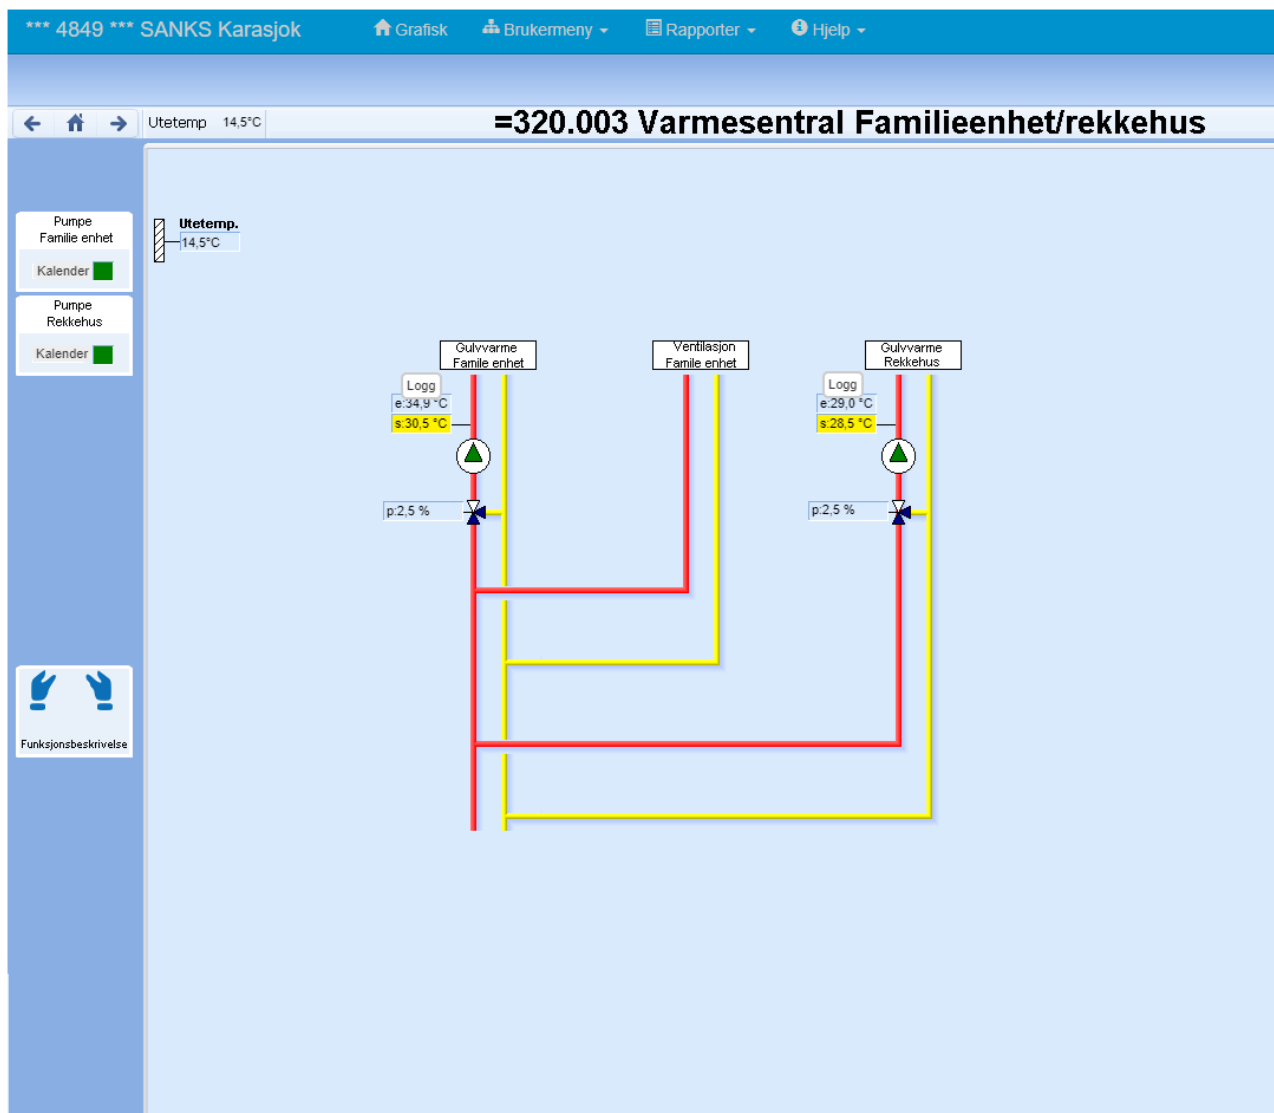 *** 4849 *** SANKS Karasjok
Grafisk
Brukermeny
Rapporter
Hjelp
Utetemp 14,5°C
=320.003 Varmesentral Familieenhet/rekkehus
Pumpe
Familie enhet
Kalender
Pumpe
Rekkehus
Kalender
Funksjonsbeskrivelse
Utetemp.
14,5°C
Gulvvarme
Famile enhet
Logg
e:34,9 °C
s:30,5 °C
p:2,5 %
Ventilasjon
Famile enhet
Gulvvarme
Rekkehus
Logg
e:29,0 °C
s:28,5 °C
p:2,5 %